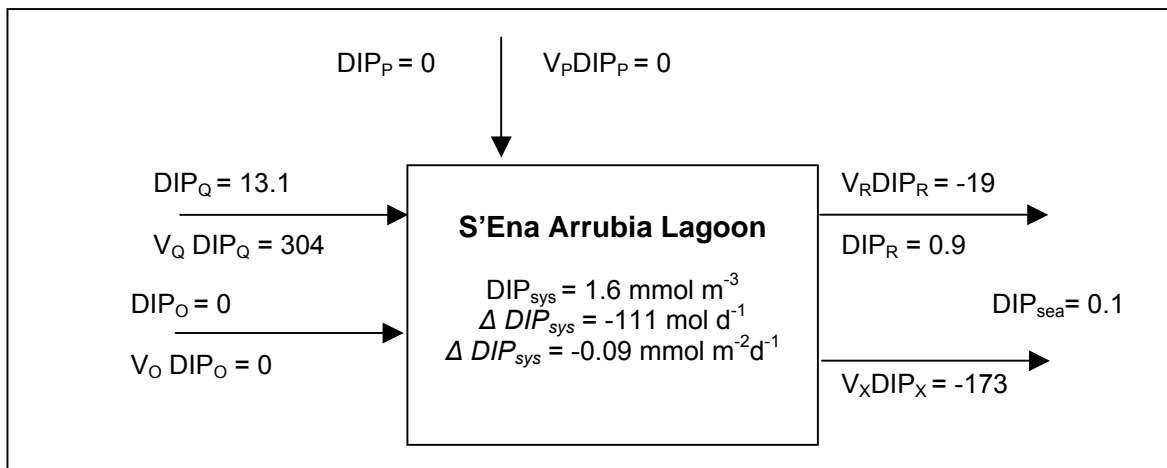 DIP_P = 0
V_PDIP_P = 0
DIP_Q = 13.1
V_Q DIP_Q = 304
DIP_O = 0
V_O DIP_O = 0
S'Ena Arrubia Lagoon
DIP_sys = 1.6 mmol m^-3
Δ DIP_sys = -111 mol d^-1
Δ DIP_sys = -0.09 mmol m^-2d^-1
V_RDIP_R = -19
DIP_R = 0.9
DIP_sea = 0.1
V_XDIP_X = -173